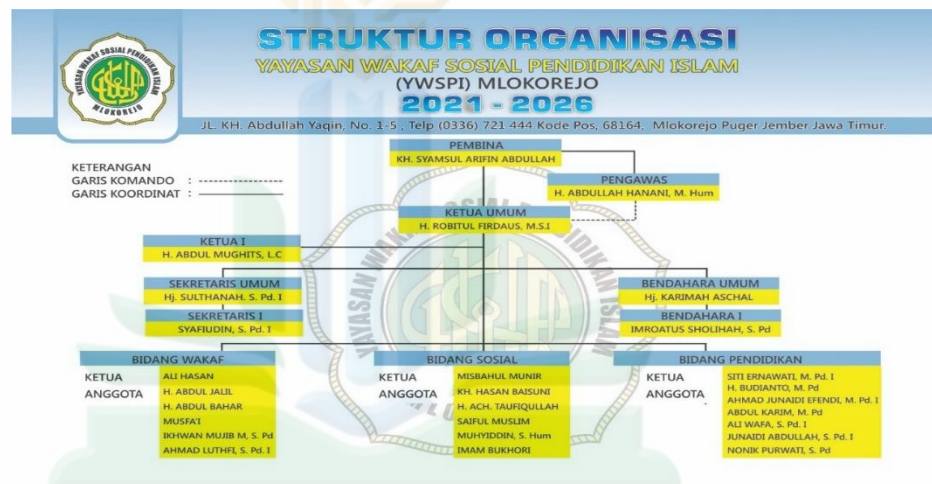 STRUKTUR ORGANISASI
YAYASAN WAKAF SOSIAL PENDIDIKAN ISLAM
(YWSPI) MLOKOREJO
2021 - 2026
JL. KH. Abdullah Yaqin, No. 1-5 , Telp (0336) 721 444 Kode Pos, 68164, Mlokorejo Puger Jember Jawa Timur.
YAYASAN WAKAF SOSIAL PENDIDIKAN ISLAM
MLOKOREJO
KETERANGAN
GARIS KOMANDO :
GARIS KOORDINAT :
PEMBINA
KH. SYAMSUL ARIFIN ABDULLAH
PENGAWAS
H. ABDULLAH HANANI, M. Hum
KETUA UMUM
H. ROBITUL FIRDAUS, M.S.I
KETUA I
H. ABDUL MUGHITS, L.C
SEKRETARIS UMUM
Hj. SULTHANAH. S. Pd. I
SEKRETARIS I
SYAFIUDIN, S. Pd. I
BENDAHARA UMUM
Hj. KARIMAH ASCHAL
BENDAHARA I
IMROATUS SHOLIHAH, S. Pd
BIDANG WAKAF
KETUA ALI HASAN
ANGGOTA H. ABDUL JALIL
H. ABDUL BAHAR
MUSFA'I
IKHWAN MUJIB M, S. Pd
AHMAD LUTHFI, S. Pd. I
BIDANG SOSIAL
KETUA MISBAHUL MUNIR
ANGGOTA KH. HASAN BAISUNI
H. ACH. TAUFIQULLAH
SAIFUL MUSLIM
MUHYIDDIN, S. Hum
IMAM BUKHORI
BIDANG PENDIDIKAN
KETUA SITI ERNAWATI, M. Pd. I
ANGGOTA H. BUDIANTO, M. Pd
AHMAD JUNAIDI EFENDI, M. Pd. I
ABDUL KARIM, M. Pd
ALI WAFA, S. Pd. I
JUNAIDI ABDULLAH, S. Pd. I
NONIK PURWATI, S. Pd